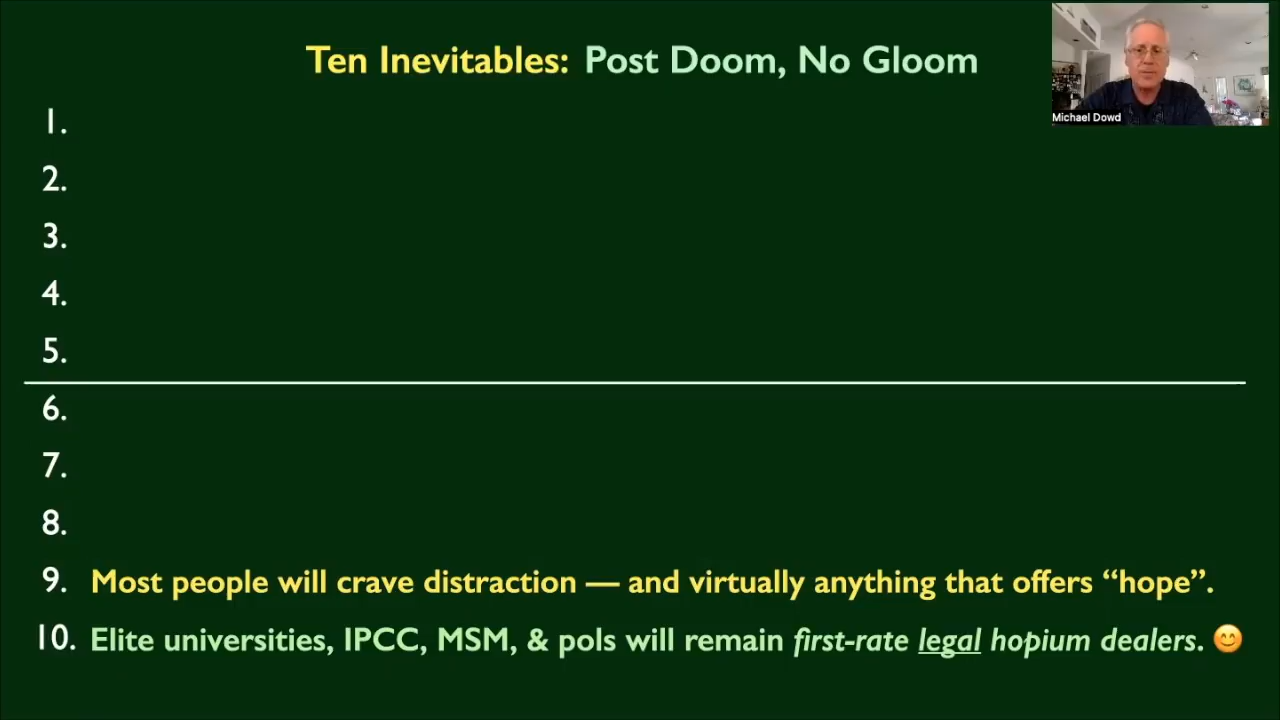 Ten Inevitables: Post Doom, No Gloom
Michael Dowd
1.
2.
3.
4.
5.
6.
7.
8.
9. Most people will crave distraction — and virtually anything that offers “hope”.
10. Elite universities, IPCC, MSM, & pols will remain first-rate legal hopium dealers. 😊